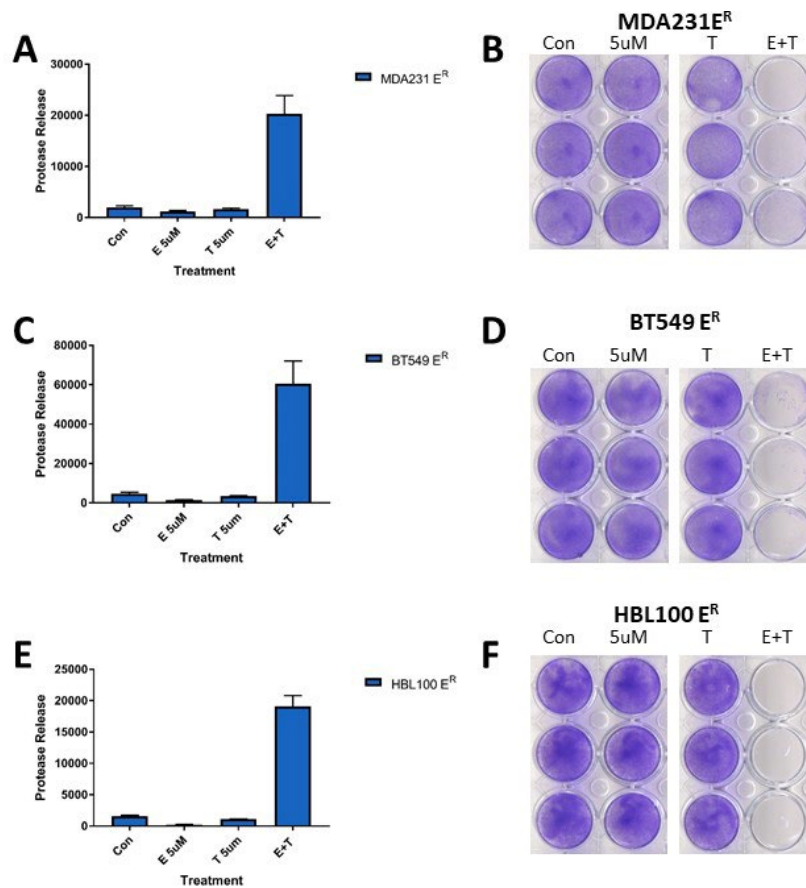 A
MDA231 E^R
Protease Release
30000
20000
10000
0
Con
E 5uM
T 5um
E+T
Treatment
B
MDA231E^R
Con 5uM T E+T
C
BT549 E^R
Protease Release
80000
60000
40000
20000
0
Con
E 5uM
T 5um
E+T
Treatment
D
BT549 E^R
Con 5uM T E+T
E
HBL100 E^R
Protease Release
25000
20000
15000
10000
5000
0
Con
E 5uM
T 5um
E+T
Treatment
F
HBL100 E^R
Con 5uM T E+T